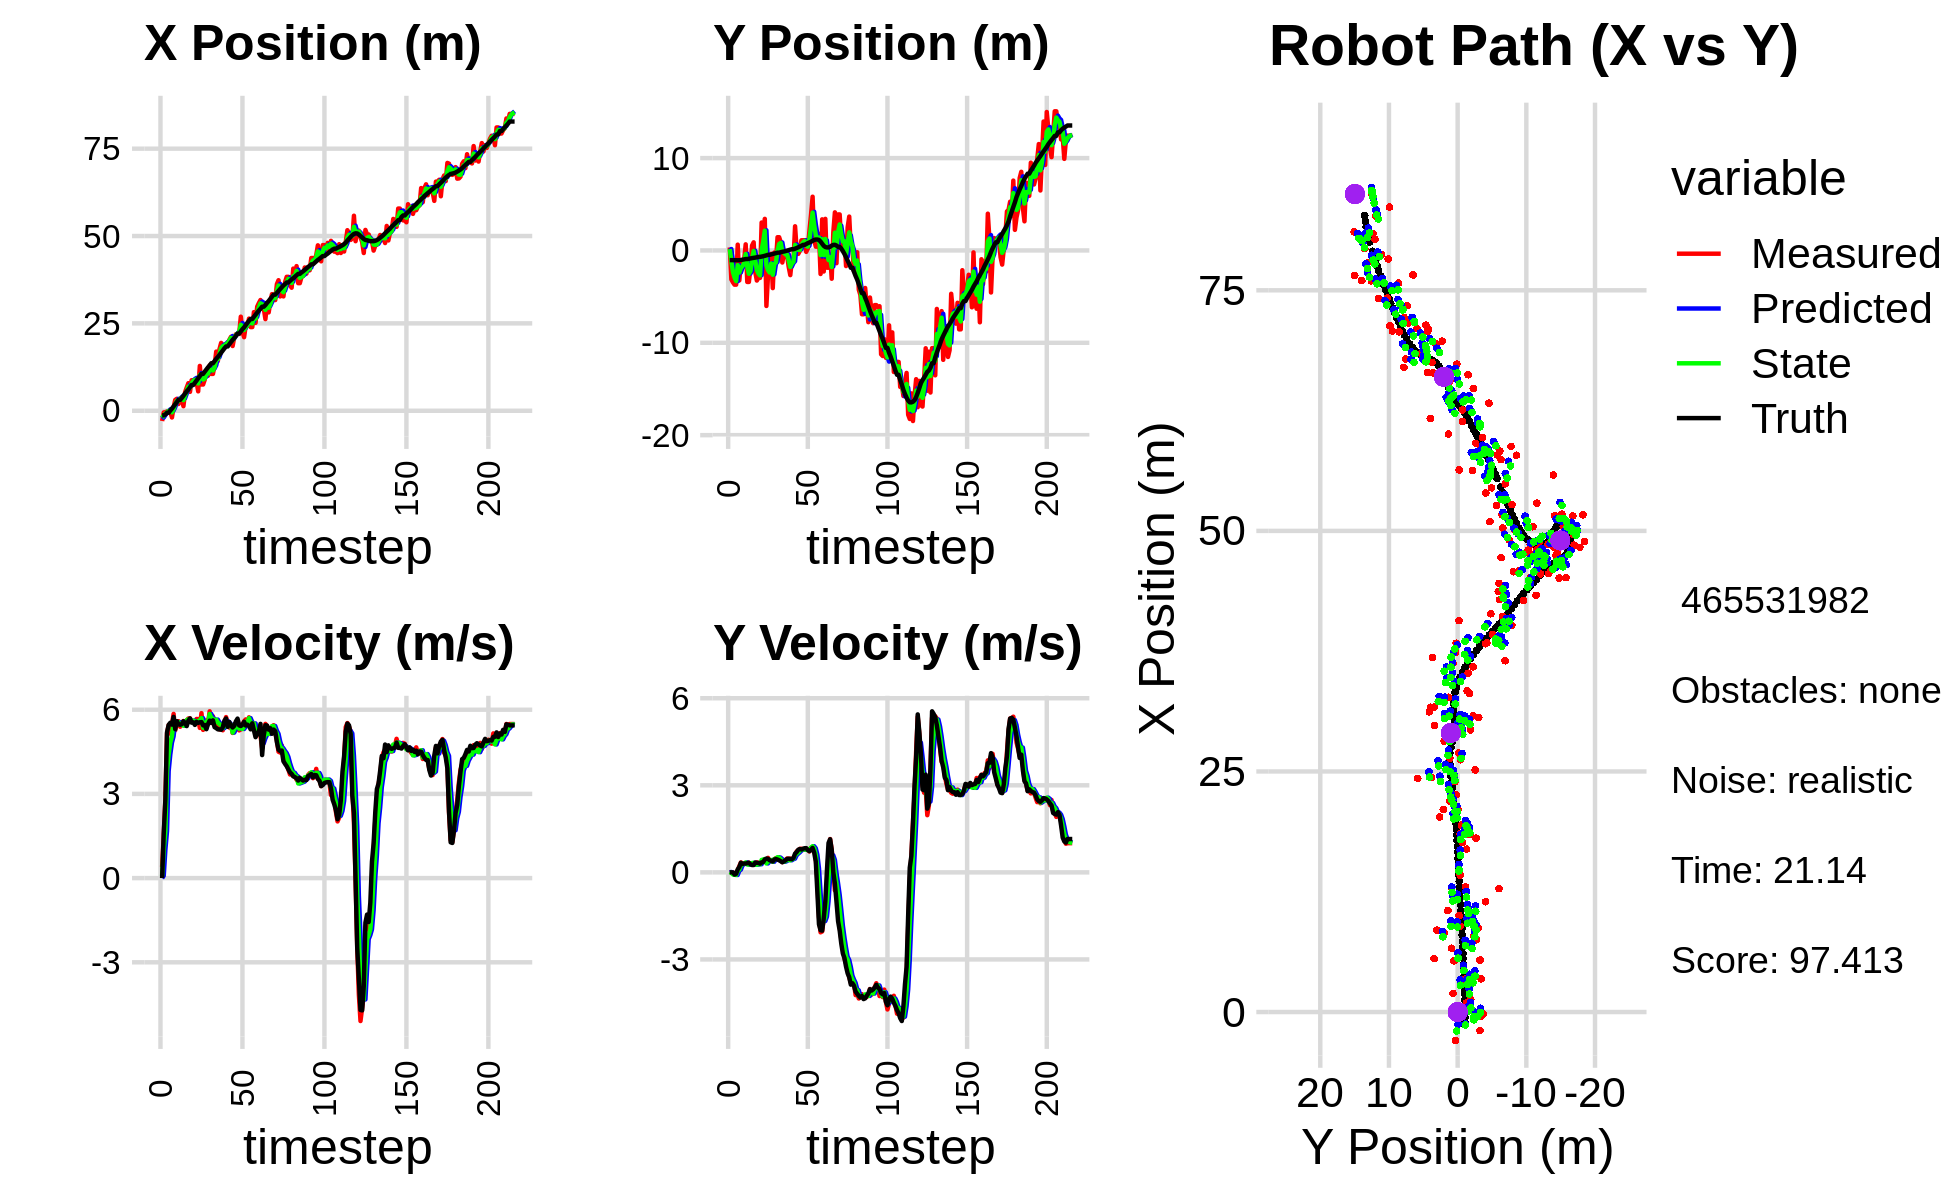 X Position (m)
75
50
25
0
0 50 100 150 200
timestep
Y Position (m)
10
0
-10
-20
0 50 100 150 200
timestep
X Velocity (m/s)
6
3
0
-3
0 50 100 150 200
timestep
Y Velocity (m/s)
6
3
0
-3
0 50 100 150 200
timestep
Robot Path (X vs Y)
X Position (m)
75
50
25
0
20 10 0 -10 -20
Y Position (m)
variable
Measured
Predicted
State
Truth
465531982
Obstacles: none
Noise: realistic
Time: 21.14
Score: 97.413